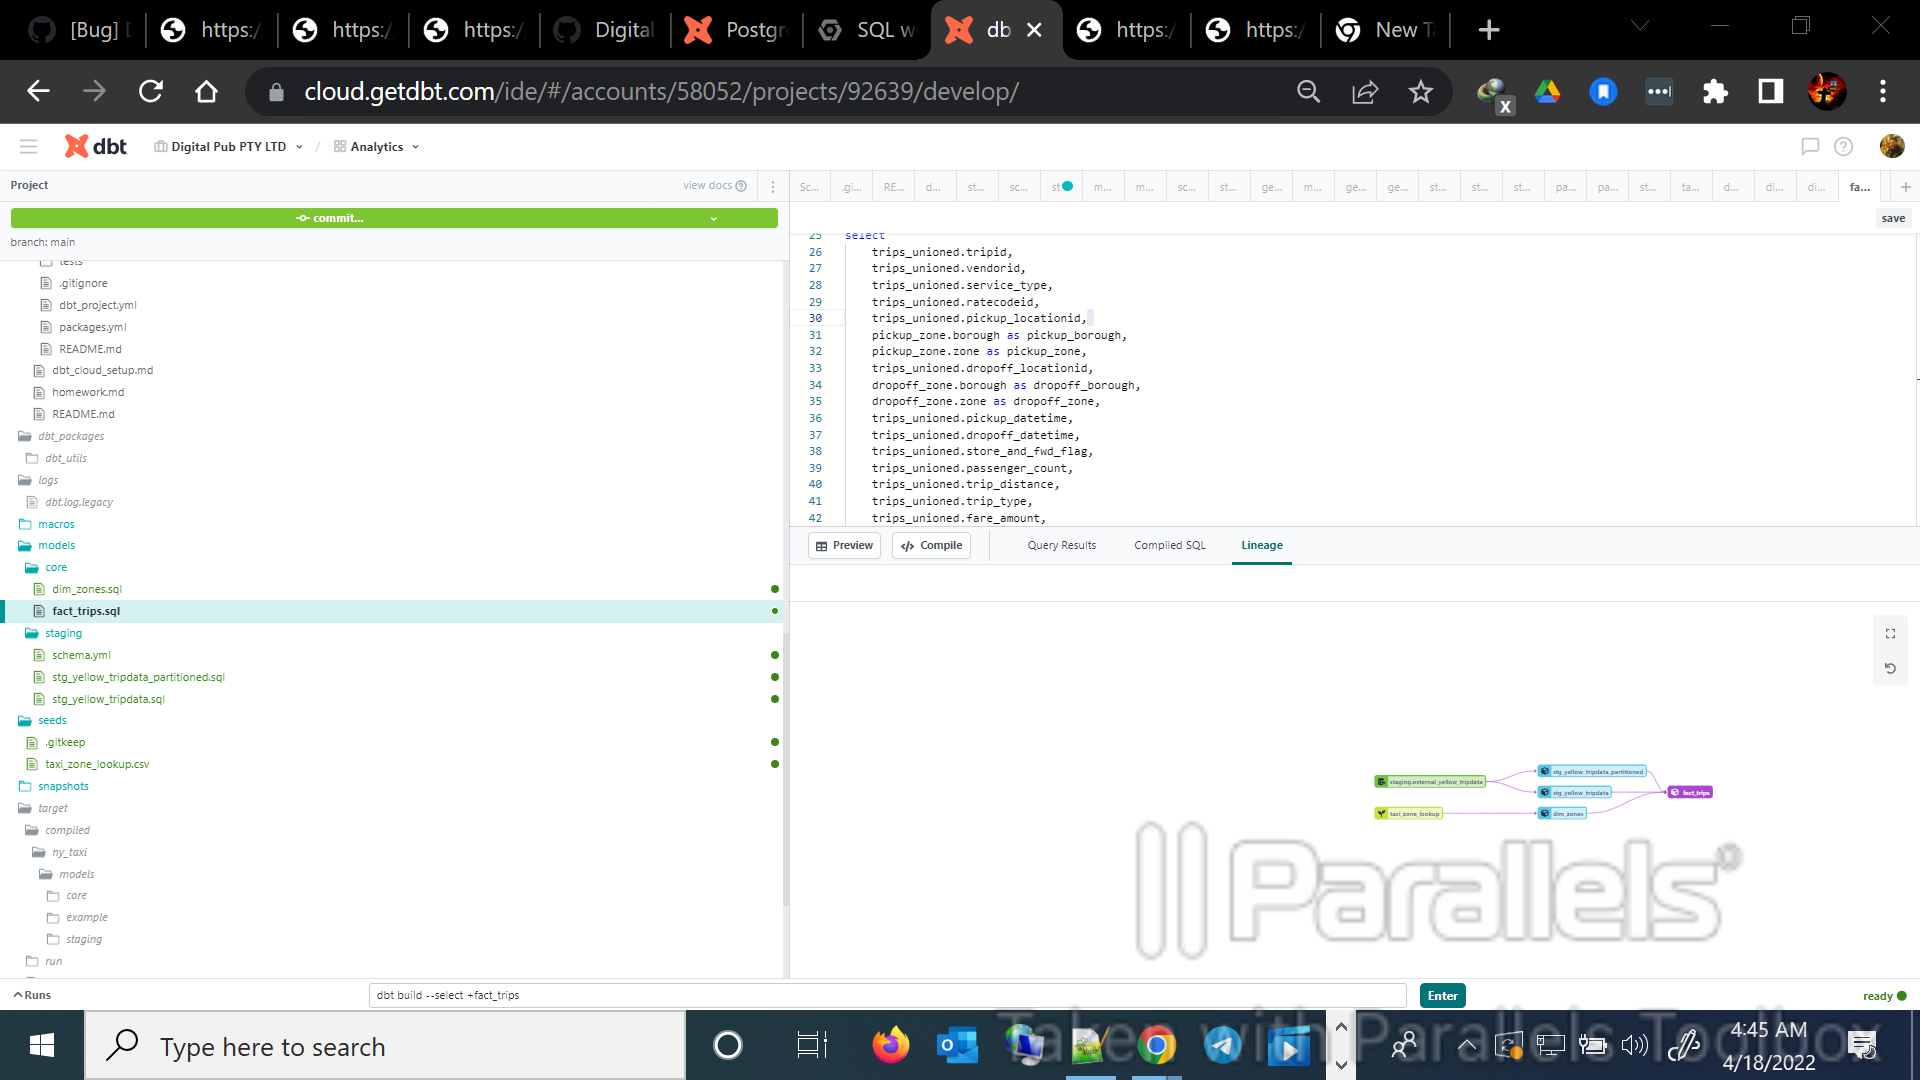 [Bug] D
https:/
https:/
https:/
Digital
Postgr
SQL w
db
https:/
https:/
New T
cloud.getdbt.com/ide/#/accounts/58052/projects/92639/develop/
X
dbt
Digital Pub PTY LTD
/
Analytics
Project
view docs
Sc...
.gi...
RE...
d...
st...
sc...
st
m...
m...
sc...
st...
ge...
m...
ge...
ge...
st...
st...
st...
pa...
pa...
st...
ta...
d...
di...
di...
fa...
commit...
save
branch: main
tests
.gitignore
dbt_project.yml
packages.yml
README.md
dbt_cloud_setup.md
homework.md
README.md
dbt_packages
dbt_utils
logs
dbt.log.legacy
macros
models
core
dim_zones.sql
fact_trips.sql
staging
schema.yml
stg_yellow_tripdata_partitioned.sql
stg_yellow_tripdata.sql
seeds
.gitkeep
taxi_zone_lookup.csv
snapshots
target
compiled
ny_taxi
models
core
example
staging
run
25 select
26 trips_unioned.tripid,
27 trips_unioned.vendorid,
28 trips_unioned.service_type,
29 trips_unioned.ratecodeid,
30 trips_unioned.pickup_locationid,
31 pickup_zone.borough as pickup_borough,
32 pickup_zone.zone as pickup_zone,
33 trips_unioned.dropoff_locationid,
34 dropoff_zone.borough as dropoff_borough,
35 dropoff_zone.zone as dropoff_zone,
36 trips_unioned.pickup_datetime,
37 trips_unioned.dropoff_datetime,
38 trips_unioned.store_and_fwd_flag,
39 trips_unioned.passenger_count,
40 trips_unioned.trip_distance,
41 trips_unioned.trip_type,
42 trips_unioned.fare_amount,
Preview
</> Compile
Query Results
Compiled SQL
Lineage
staging.external_yellow_tripdata
taxi_zone_lookup
stg_yellow_tripdata_partitioned
stg_yellow_tripdata
dim_zones
fact_trips
Parallels®
Runs
dbt build --select +fact_trips
Enter
ready
Taken with Parallels Toolbox
Type here to search
4:45 AM
4/18/2022